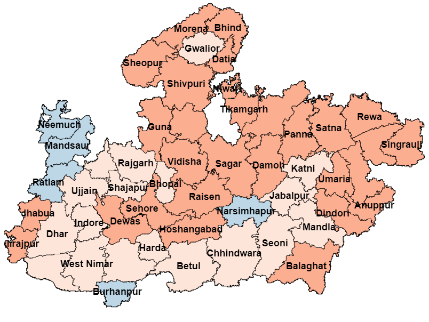 Morena
Bhind
Gwalior
Datia
Sheopur
Shivpuri
Niwari
Tikamgarh
Rewa
Neemuch
Guna
Satna
Panna
Singrauli
Mandsaur
Rajgarh
Vidisha
Sagar
Damoh
Katni
Umaria
Ratlam
Ujjain
Shajapur
Bhopal
Raisen
Jabalpur
Anuppur
Jhabua
Sehore
Narsimhapur
Dindori
Dewas
Indore
Dhar
Hoshangabad
Mandla
Alirajpur
Harda
Seoni
Chhindwara
West Nimar
Betul
Balaghat
Burhanpur